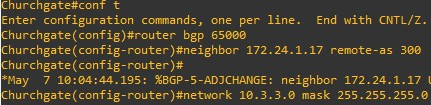 Churchgate#conf t
Enter configuration commands, one per line.  End with CNTL/Z.
Churchgate(config)#router bgp 65000
Churchgate(config-router)#neighbor 172.24.1.17 remote-as 300
Churchgate(config-router)#
*May  7 10:04:44.195: %BGP-5-ADJCHANGE: neighbor 172.24.1.17 U
Churchgate(config-router)#network 10.3.3.0 mask 255.255.255.0